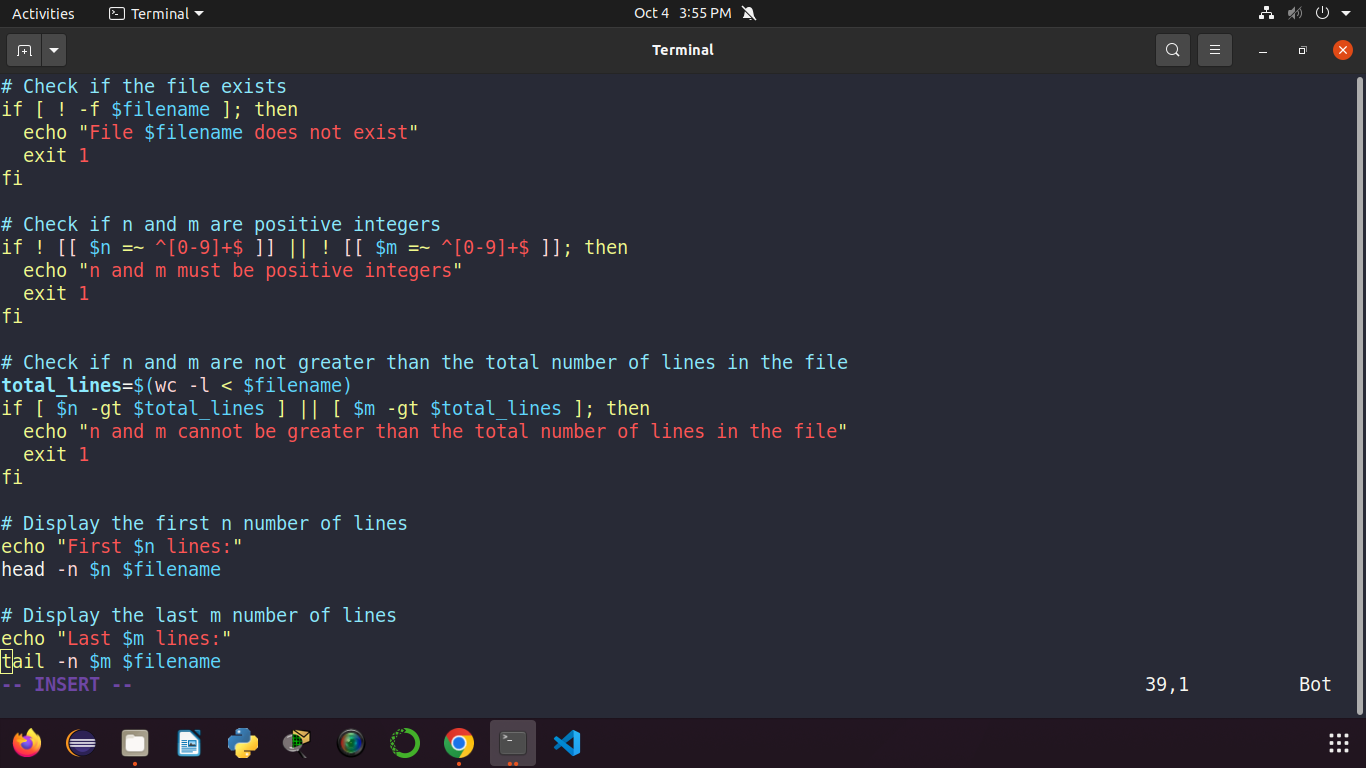 Activities
Terminal
Oct 4 3:55 PM
Terminal
# Check if the file exists
if [ ! -f $filename ]; then
  echo "File $filename does not exist"
  exit 1
fi

# Check if n and m are positive integers
if ! [[ $n =~ ^[0-9]+$ ]] || ! [[ $m =~ ^[0-9]+$ ]]; then
  echo "n and m must be positive integers"
  exit 1
fi

# Check if n and m are not greater than the total number of lines in the file
total_lines=$(wc -l < $filename)
if [ $n -gt $total_lines ] || [ $m -gt $total_lines ]; then
  echo "n and m cannot be greater than the total number of lines in the file"
  exit 1
fi

# Display the first n number of lines
echo "First $n lines:"
head -n $n $filename

# Display the last m number of lines
echo "Last $m lines:"
tail -n $m $filename
-- INSERT -- 39,1 Bot